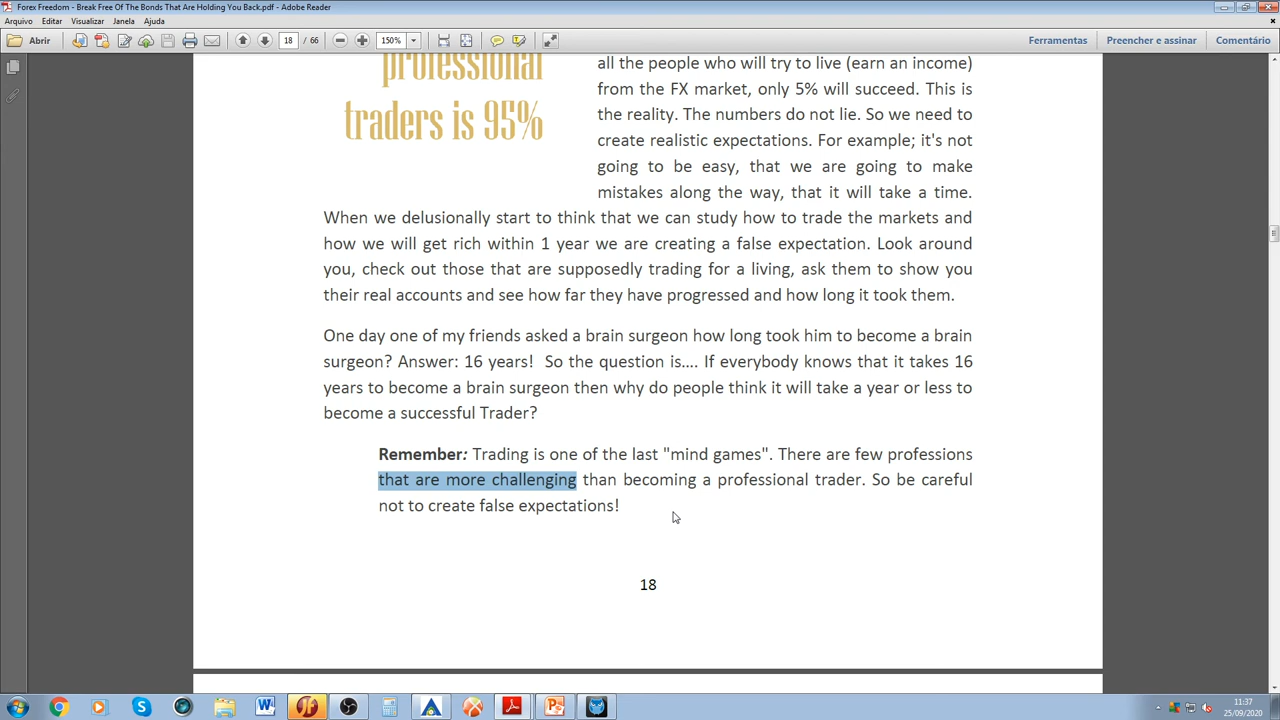 Forex Freedom - Break Free Of The Bonds That Are Holding You Back.pdf - Adobe Reader
Arquivo Editar Visualizar Janela Ajuda
Abrir 18 / 66 150% Ferramentas Preencher e assinar Comentário
professional
traders is 95%
all the people who will try to live (earn an income)
from the FX market, only 5% will succeed. This is
the reality. The numbers do not lie. So we need to
create realistic expectations. For example; it's not
going to be easy, that we are going to make
mistakes along the way, that it will take a time.
When we delusionally start to think that we can study how to trade the markets and
how we will get rich within 1 year we are creating a false expectation. Look around
you, check out those that are supposedly trading for a living, ask them to show you
their real accounts and see how far they have progressed and how long it took them.
One day one of my friends asked a brain surgeon how long took him to become a brain
surgeon? Answer: 16 years! So the question is.... If everybody knows that it takes 16
years to become a brain surgeon then why do people think it will take a year or less to
become a successful Trader?
Remember: Trading is one of the last "mind games". There are few professions
that are more challenging than becoming a professional trader. So be careful
not to create false expectations!
18
11:37
25/09/2020